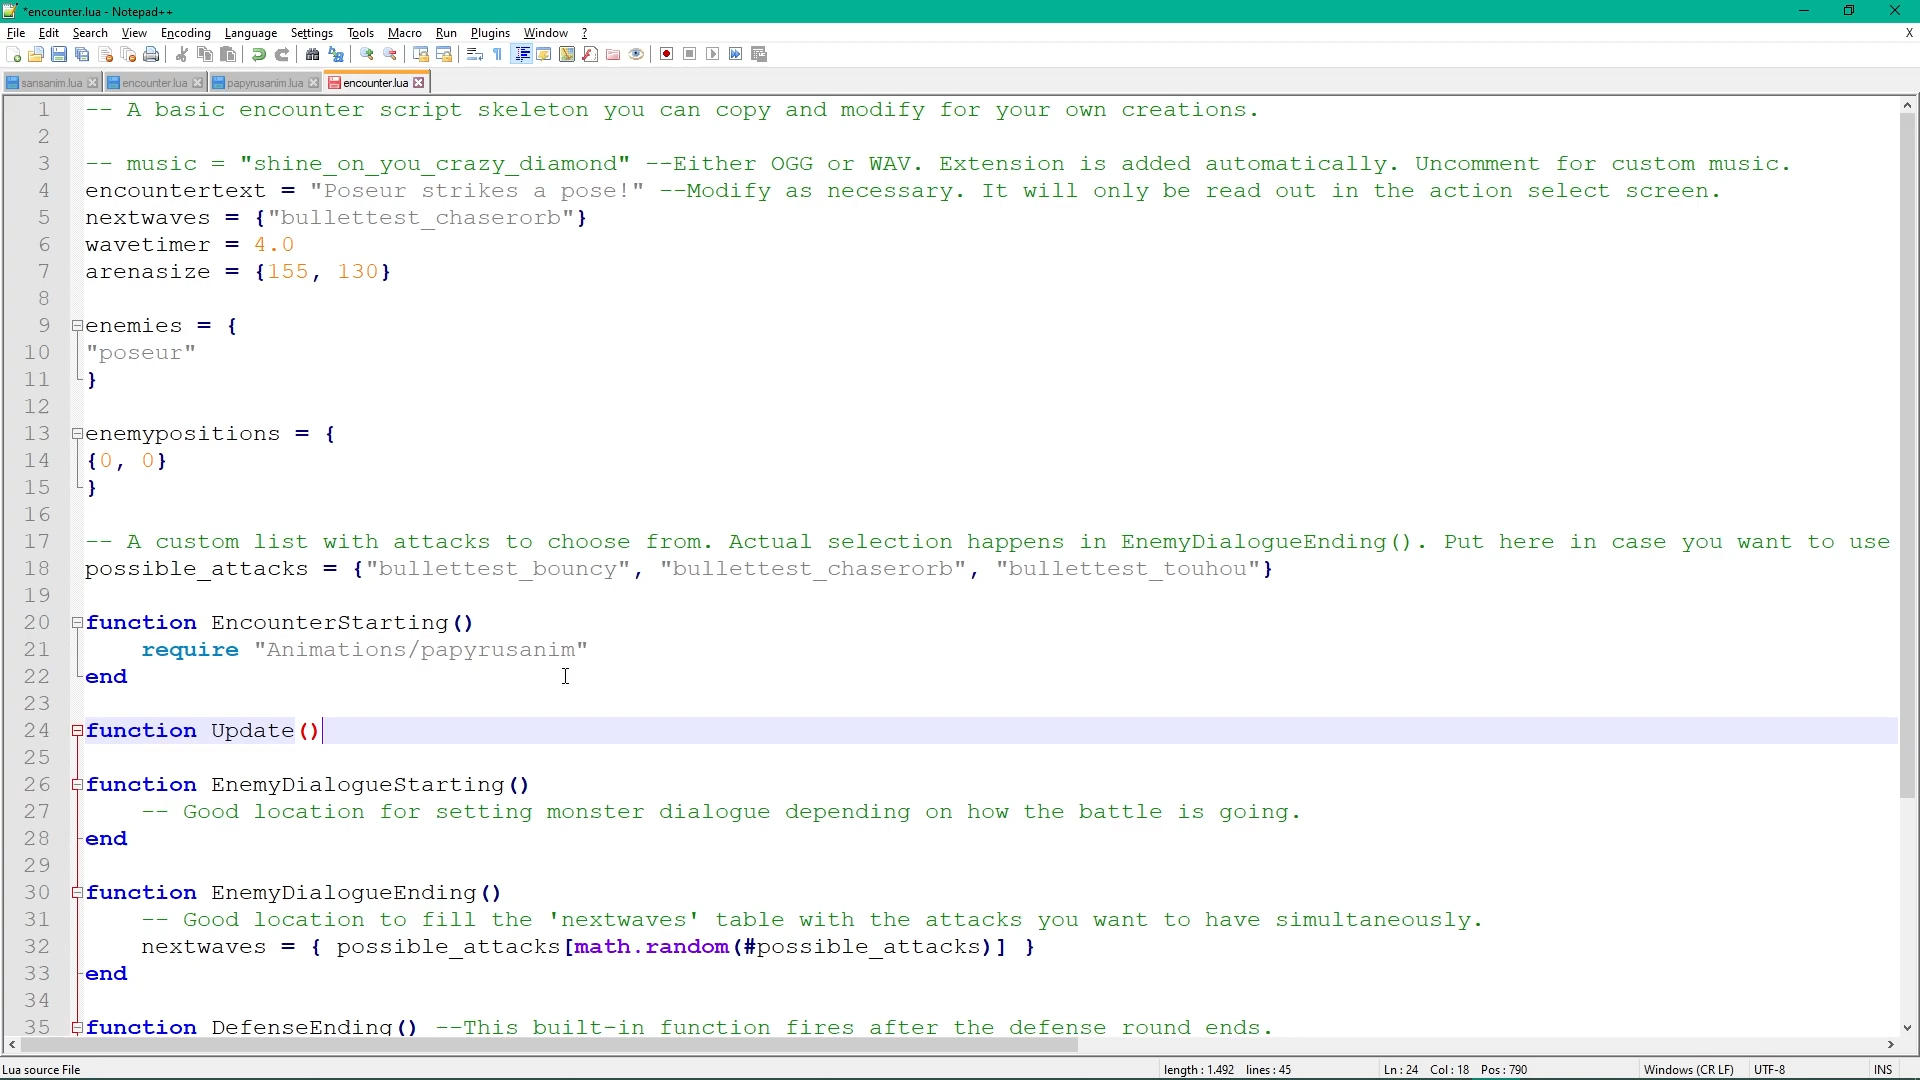 *encounter.lua - Notepad++
File Edit Search View Encoding Language Settings Tools Macro Run Plugins Window ? X
sansanim.lua encounter.lua papyrusanim.lua encounter.lua
1 -- A basic encounter script skeleton you can copy and modify for your own creations.
2
3 -- music = "shine_on_you_crazy_diamond" --Either OGG or WAV. Extension is added automatically. Uncomment for custom music.
4 encountertext = "Poseur strikes a pose!" --Modify as necessary. It will only be read out in the action select screen.
5 nextwaves = {"bullettest_chaserorb"}
6 wavetimer = 4.0
7 arenasize = {155, 130}
8
9 enemies = {
10 "poseur"
11 }
12
13 enemypositions = {
14 {0, 0}
15 }
16
17 -- A custom list with attacks to choose from. Actual selection happens in EnemyDialogueEnding(). Put here in case you want to use
18 possible_attacks = {"bullettest_bouncy", "bullettest_chaserorb", "bullettest_touhou"}
19
20 function EncounterStarting()
21 require "Animations/papyrusanim"
22 end
23
24 function Update()
25
26 function EnemyDialogueStarting()
27 -- Good location for setting monster dialogue depending on how the battle is going.
28 end
29
30 function EnemyDialogueEnding()
31 -- Good location to fill the 'nextwaves' table with the attacks you want to have simultaneously.
32 nextwaves = { possible_attacks[math.random(#possible_attacks)] }
33 end
34
35 function DefenseEnding() --This built-in function fires after the defense round ends.
Lua source File length : 1.492 lines : 45 Ln : 24 Col : 18 Pos : 790 Windows (CR LF) UTF-8 INS